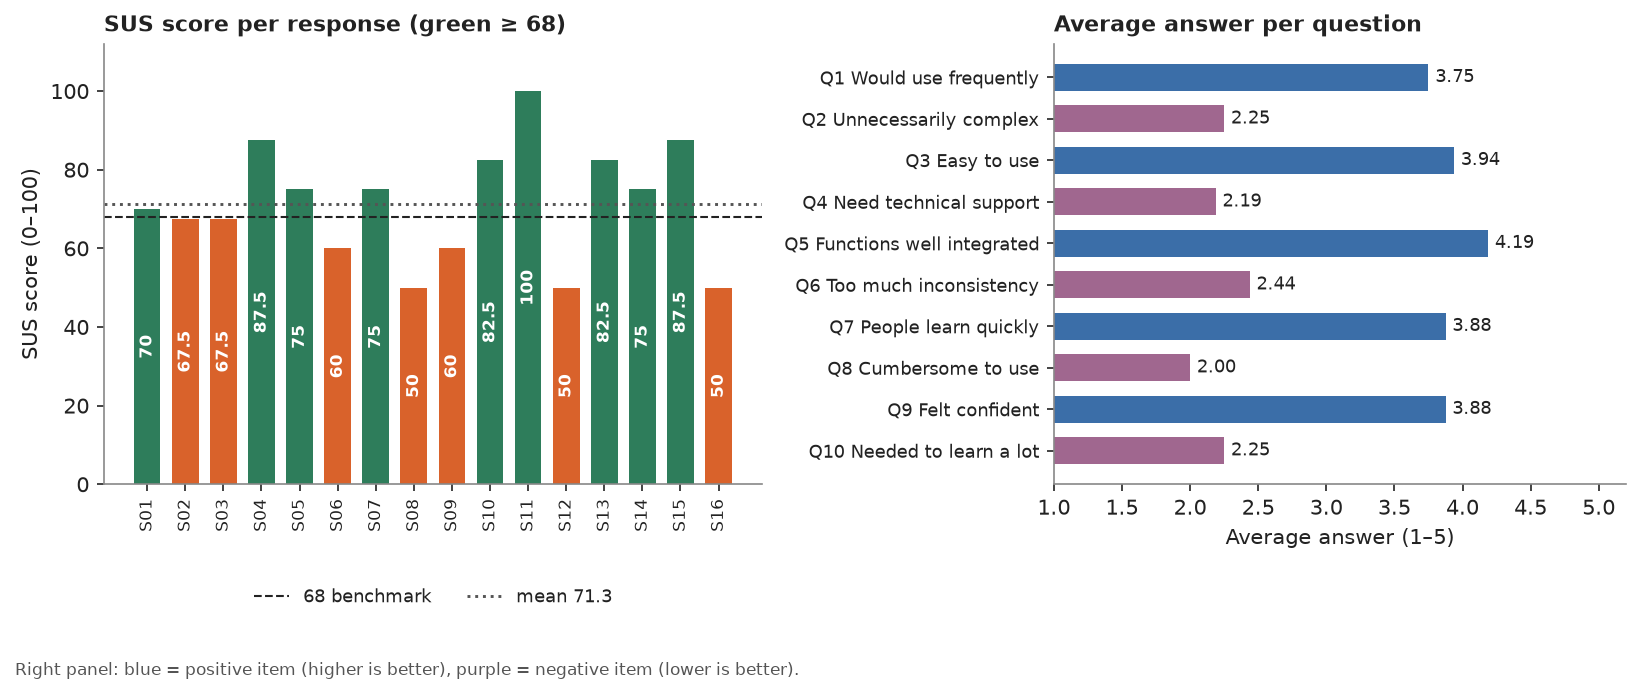 SUS score per response (green ≥ 68)
SUS score (0–100)
100
80
60
40
20
0
70
67.5
67.5
87.5
75
60
75
50
60
82.5
100
50
82.5
75
87.5
50
S01
S02
S03
S04
S05
S06
S07
S08
S09
S10
S11
S12
S13
S14
S15
S16
68 benchmark
mean 71.3
Average answer per question
Q1 Would use frequently 3.75
Q2 Unnecessarily complex 2.25
Q3 Easy to use 3.94
Q4 Need technical support 2.19
Q5 Functions well integrated 4.19
Q6 Too much inconsistency 2.44
Q7 People learn quickly 3.88
Q8 Cumbersome to use 2.00
Q9 Felt confident 3.88
Q10 Needed to learn a lot 2.25
1.0 1.5 2.0 2.5 3.0 3.5 4.0 4.5 5.0
Average answer (1–5)
Right panel: blue = positive item (higher is better), purple = negative item (lower is better).